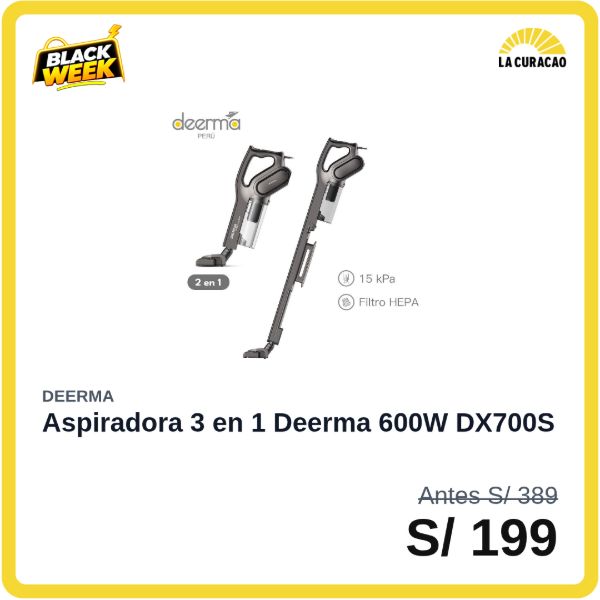 BLACK
WEEK
LA CURACAO
deerma
PERÚ
2 en 1
15 kPa
Filtro HEPA
DEERMA
Aspiradora 3 en 1 Deerma 600W DX700S
Antes S/ 389
S/ 199